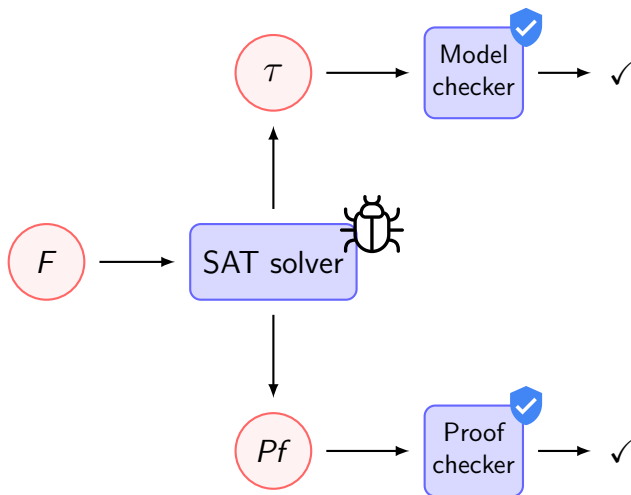 τ
Model
checker
✓
F
SAT solver
Pf
Proof
checker
✓